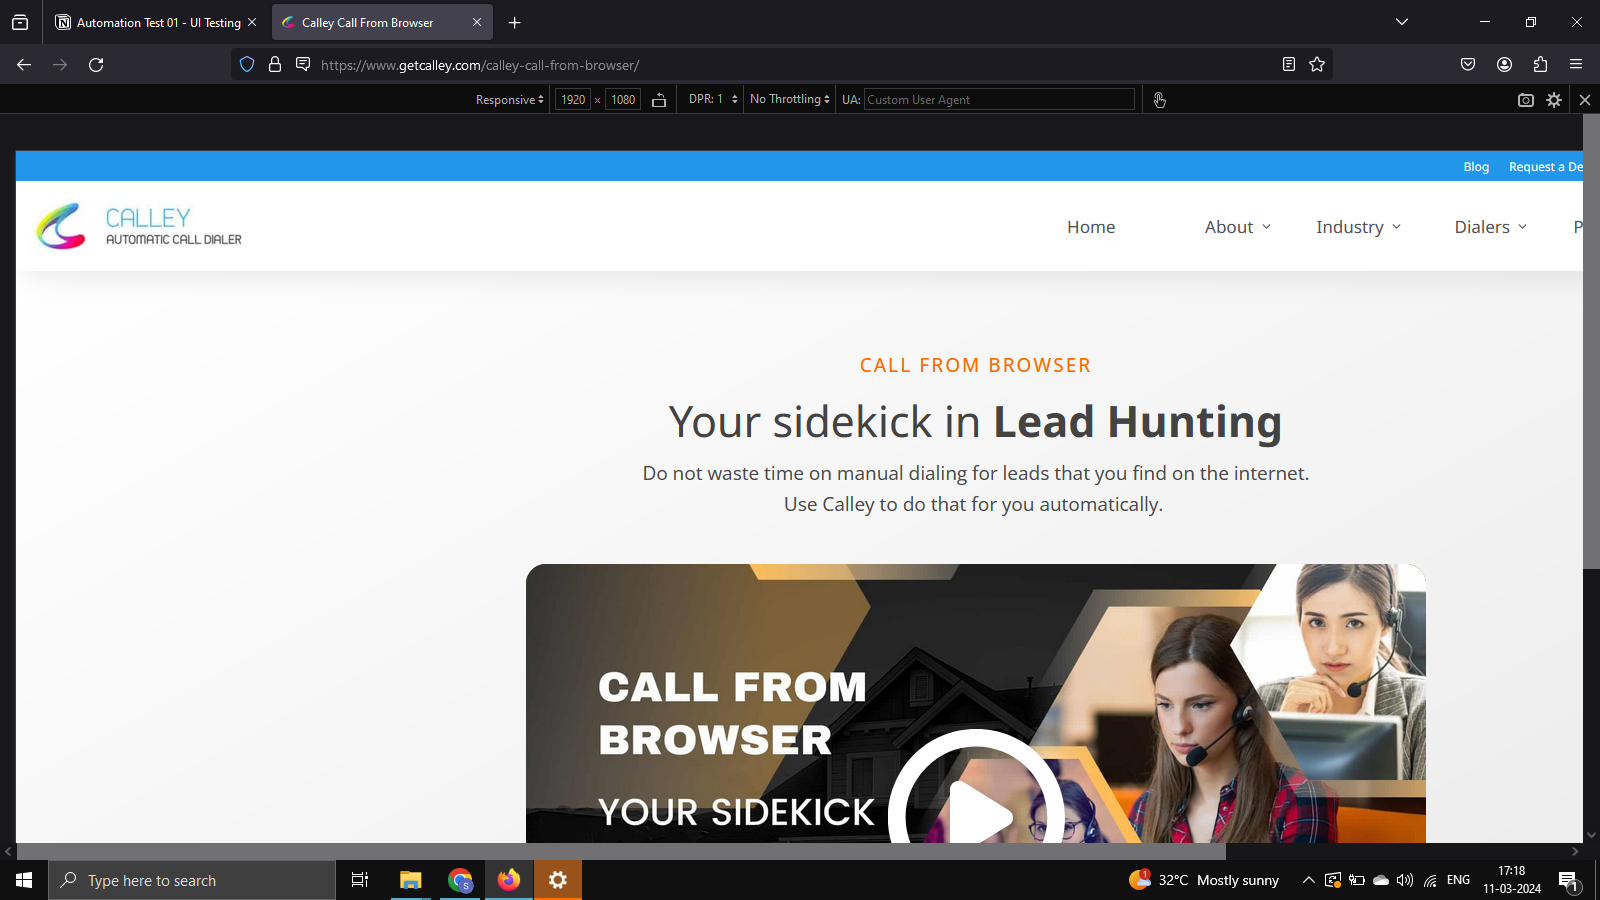 Automation Test 01 - UI Testing
Calley Call From Browser
https://www.getcalley.com/calley-call-from-browser/
Responsive
1920 × 1080
DPR: 1
No Throttling
UA: Custom User Agent
Blog
Request a De
CALLEY
AUTOMATIC CALL DIALER
Home
About
Industry
Dialers
P
CALL FROM BROWSER
Your sidekick in Lead Hunting
Do not waste time on manual dialing for leads that you find on the internet.
Use Calley to do that for you automatically.
CALL FROM
BROWSER
YOUR SIDEKICK
Type here to search
S
1
32°C Mostly sunny
ENG
17:18
11-03-2024
1